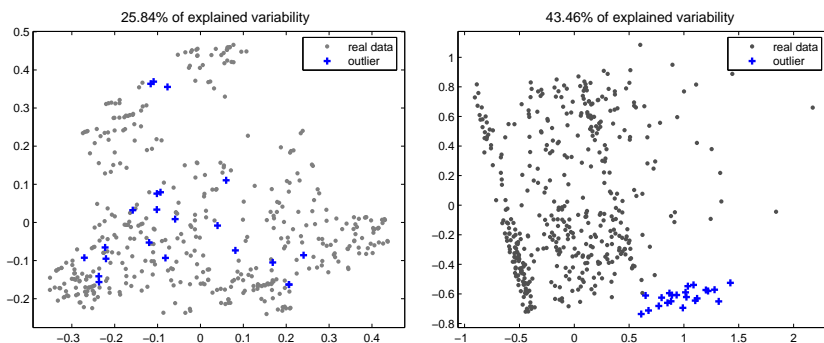 25.84% of explained variability
0.5
0.4
0.3
0.2
0.1
0
−0.1
−0.2
real data
outlier
−0.3 −0.2 −0.1 0 0.1 0.2 0.3 0.4
43.46% of explained variability
1
0.8
0.6
0.4
0.2
0
−0.2
−0.4
−0.6
−0.8
real data
outlier
−1 −0.5 0 0.5 1 1.5 2